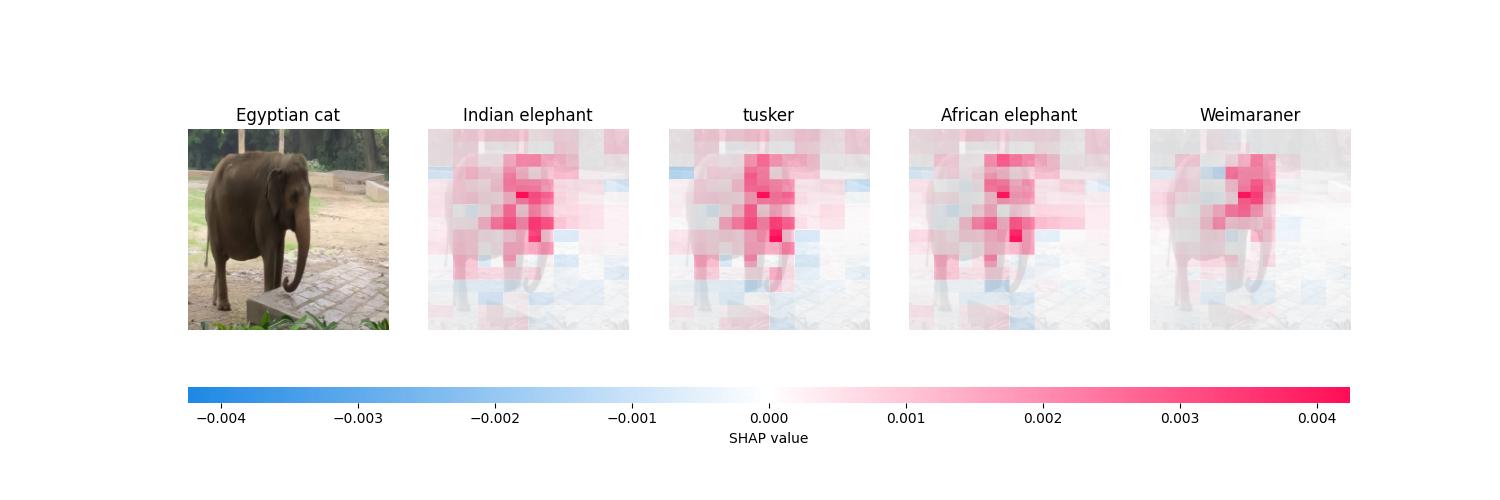 Egyptian cat
Indian elephant
tusker
African elephant
Weimaraner
−0.004 −0.003 −0.002 −0.001 0.000 0.001 0.002 0.003 0.004
SHAP value